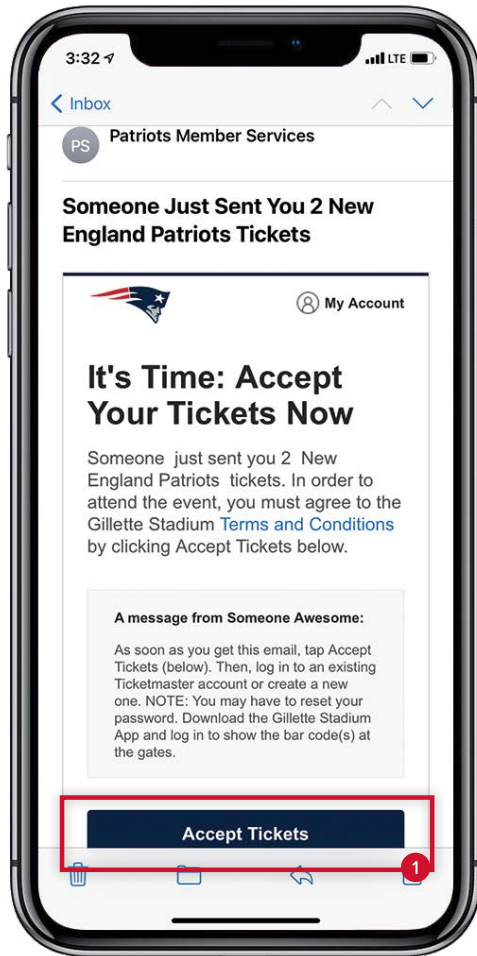 3:32 LTE
Inbox
PS Patriots Member Services
Someone Just Sent You 2 New
England Patriots Tickets
My Account
It's Time: Accept
Your Tickets Now
Someone just sent you 2 New
England Patriots tickets. In order to
attend the event, you must agree to the
Gillette Stadium Terms and Conditions
by clicking Accept Tickets below.
A message from Someone Awesome:
As soon as you get this email, tap Accept
Tickets (below). Then, log in to an existing
Ticketmaster account or create a new
one. NOTE: You may have to reset your
password. Download the Gillette Stadium
App and log in to show the bar code(s) at
the gates.
Accept Tickets
1